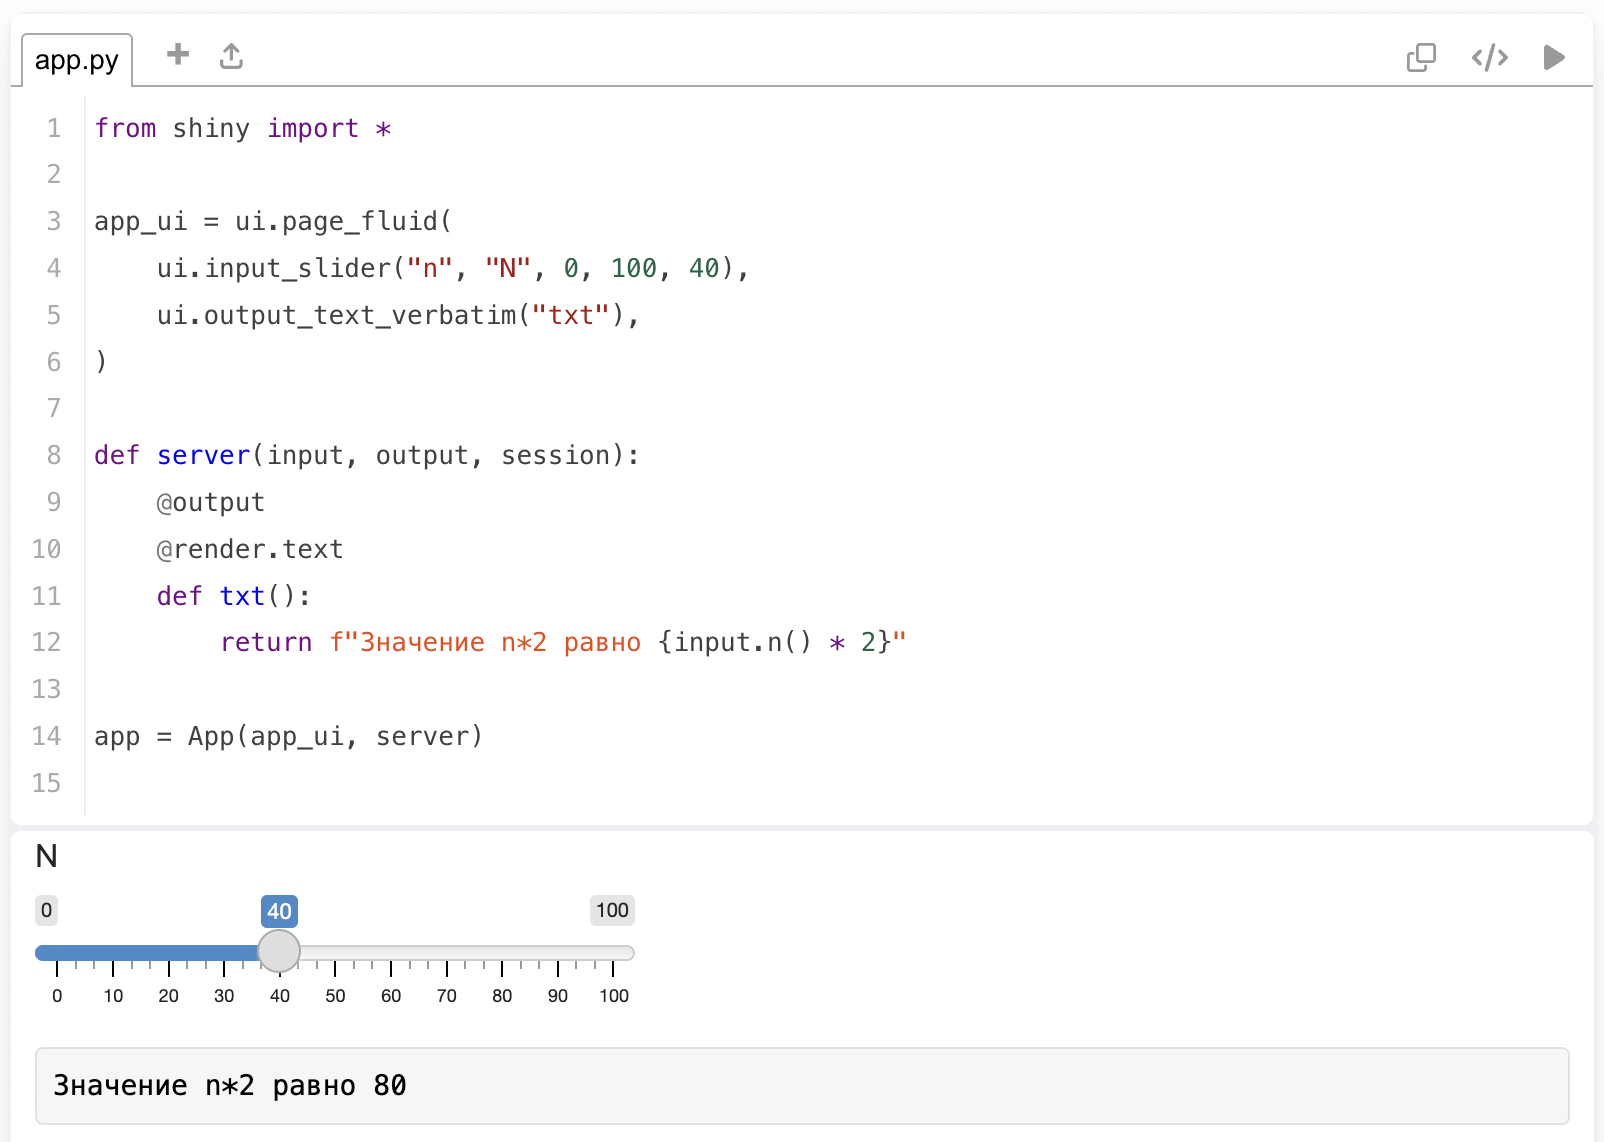 app.py
1 from shiny import *
2
3 app_ui = ui.page_fluid(
4     ui.input_slider("n", "N", 0, 100, 40),
5     ui.output_text_verbatim("txt"),
6 )
7
8 def server(input, output, session):
9     @output
10     @render.text
11     def txt():
12         return f"Значение n*2 равно {input.n() * 2}"
13
14 app = App(app_ui, server)
15
N
0 40 100
0 10 20 30 40 50 60 70 80 90 100
Значение n*2 равно 80